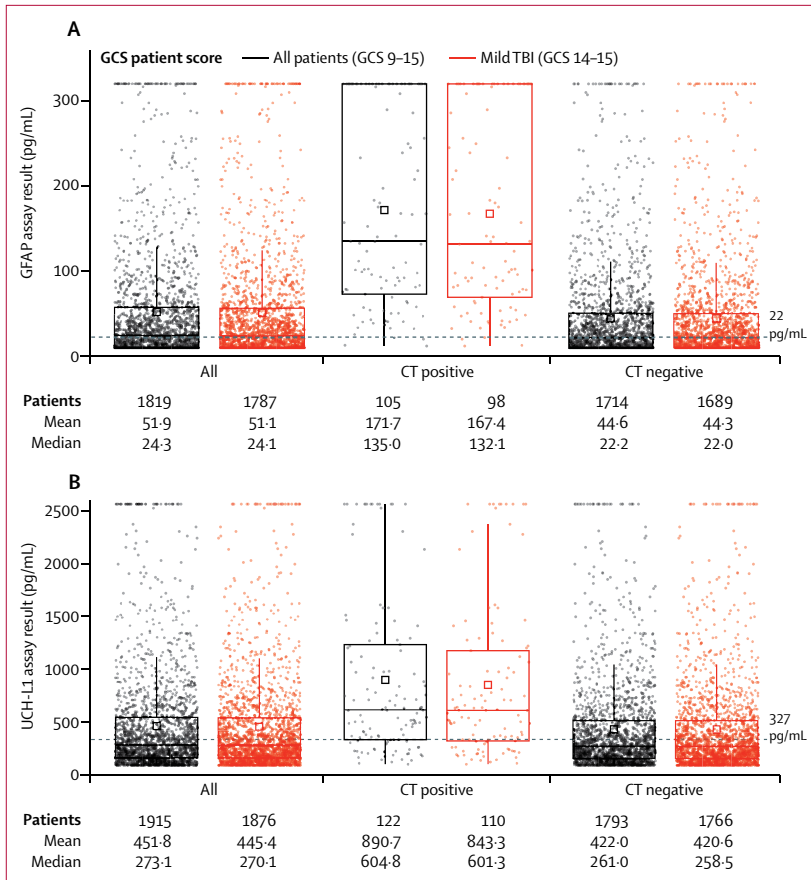 A
GCS patient score
All patients (GCS 9–15)
Mild TBI (GCS 14–15)
GFAP assay result (pg/mL)
300
200
100
0
22
pg/mL
All CT positive CT negative
Patients 1819 1787 105 98 1714 1689
Mean 51·9 51·1 171·7 167·4 44·6 44·3
Median 24·3 24·1 135·0 132·1 22·2 22·0
B
UCH-L1 assay result (pg/mL)
2500
2000
1500
1000
500
0
327
pg/mL
All CT positive CT negative
Patients 1915 1876 122 110 1793 1766
Mean 451·8 445·4 890·7 843·3 422·0 420·6
Median 273·1 270·1 604·8 601·3 261·0 258·5